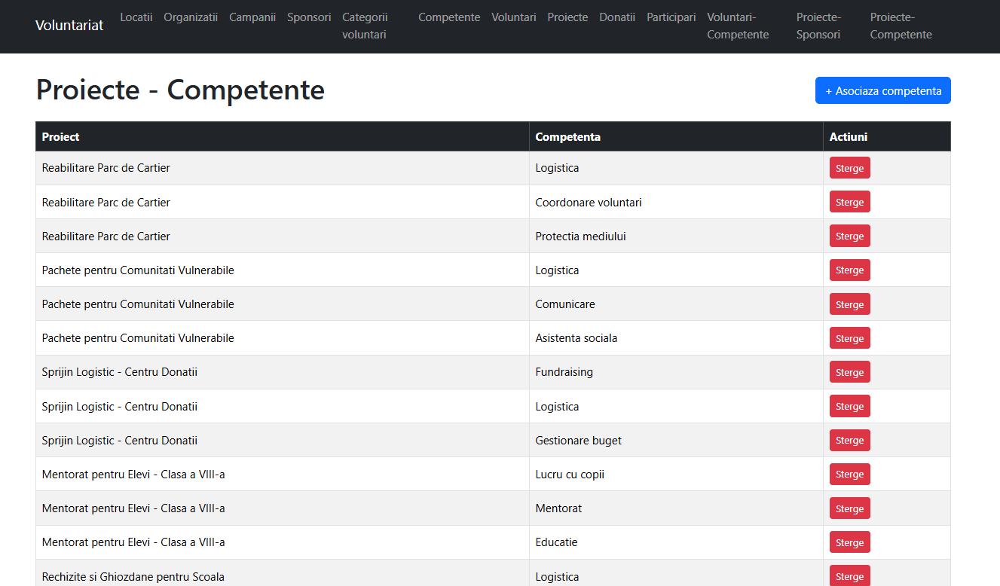 Voluntariat
Locatii Organizatii Campanii Sponsori Categorii voluntari Competente Voluntari Proiecte Donatii Participari Voluntari-Competente Proiecte-Sponsori Proiecte-Competente
Proiecte - Competente
+ Asociaza competenta
Proiect Competenta Actiuni
Reabilitare Parc de Cartier Logistica Sterge
Reabilitare Parc de Cartier Coordonare voluntari Sterge
Reabilitare Parc de Cartier Protectia mediului Sterge
Pachete pentru Comunitati Vulnerabile Logistica Sterge
Pachete pentru Comunitati Vulnerabile Comunicare Sterge
Pachete pentru Comunitati Vulnerabile Asistenta sociala Sterge
Sprijin Logistic - Centru Donatii Fundraising Sterge
Sprijin Logistic - Centru Donatii Logistica Sterge
Sprijin Logistic - Centru Donatii Gestionare buget Sterge
Mentorat pentru Elevi - Clasa a VIII-a Lucru cu copii Sterge
Mentorat pentru Elevi - Clasa a VIII-a Mentorat Sterge
Mentorat pentru Elevi - Clasa a VIII-a Educatie Sterge
Rechizite si Ghiozdane pentru Scoala Logistica Sterge